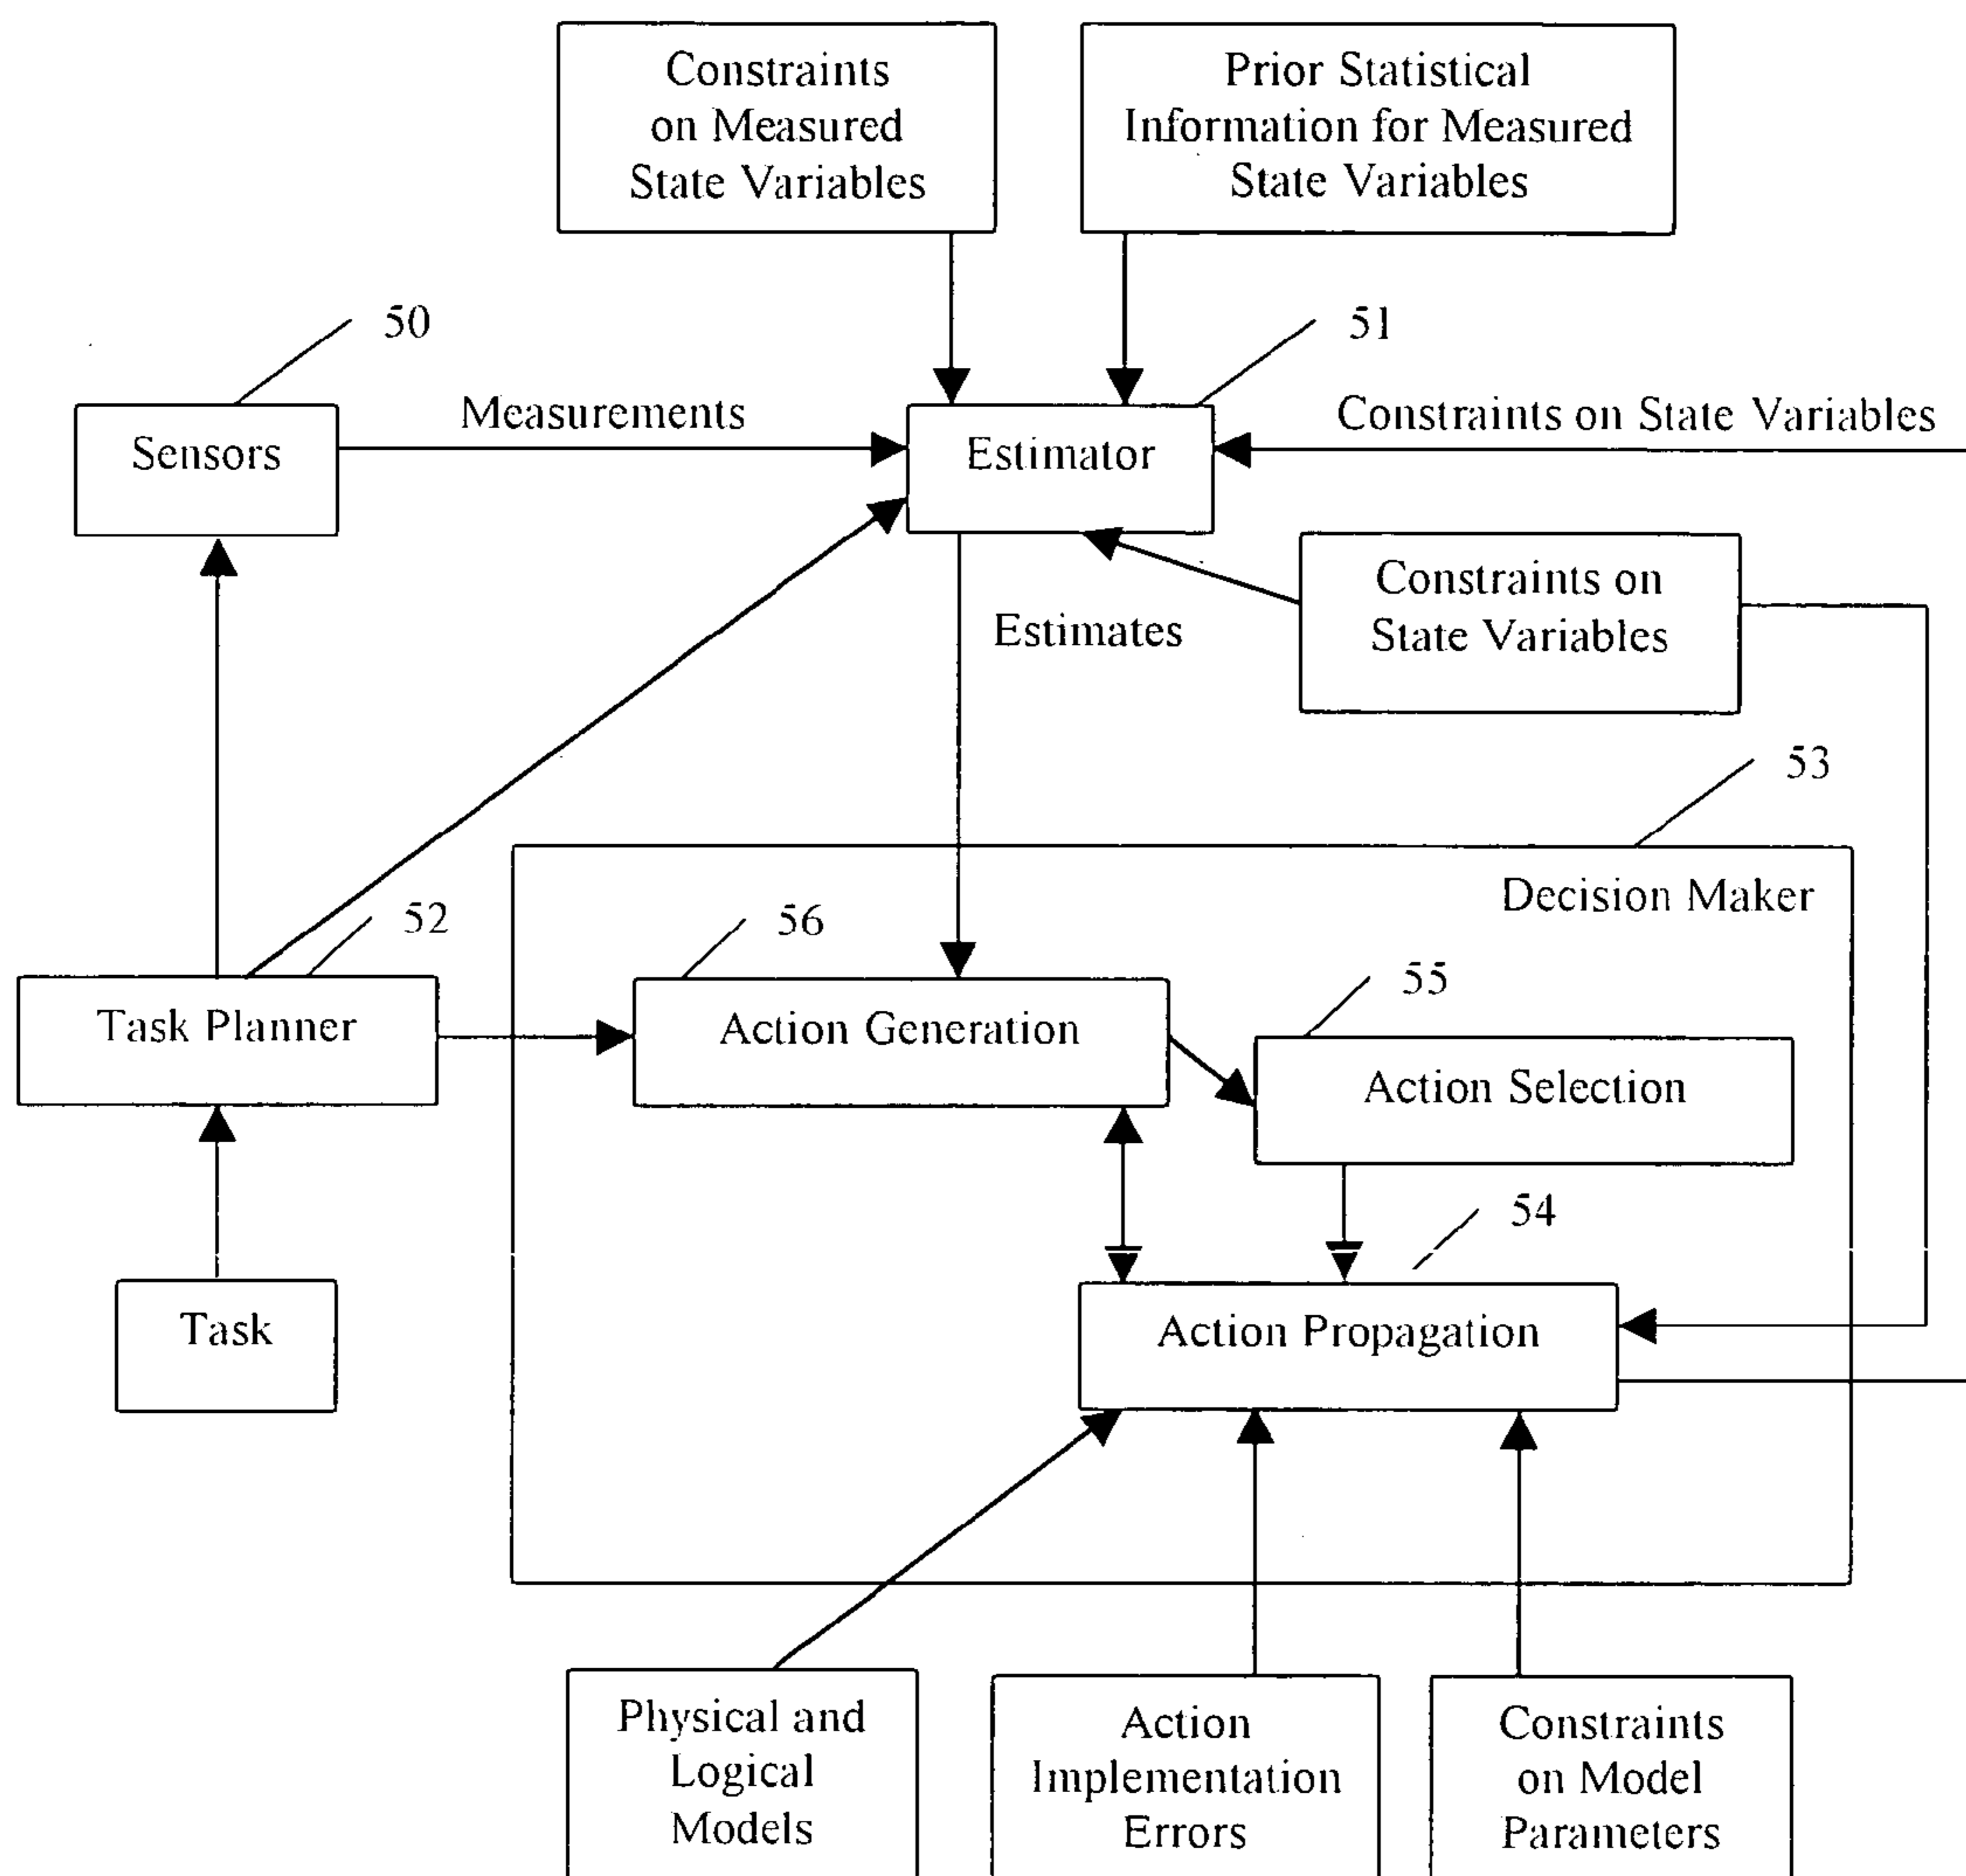 Constraints
on Measured
State Variables
Prior Statistical
Information for Measured
State Variables
50
51
Sensors
Measurements
Estimator
Constraints on State Variables
Constraints on
State Variables
Estimates
53
Decision Maker
52
56
55
Task Planner
Action Generation
Action Selection
54
Task
Action Propagation
Physical and
Logical
Models
Action
Implementation
Errors
Constraints
on Model
Parameters